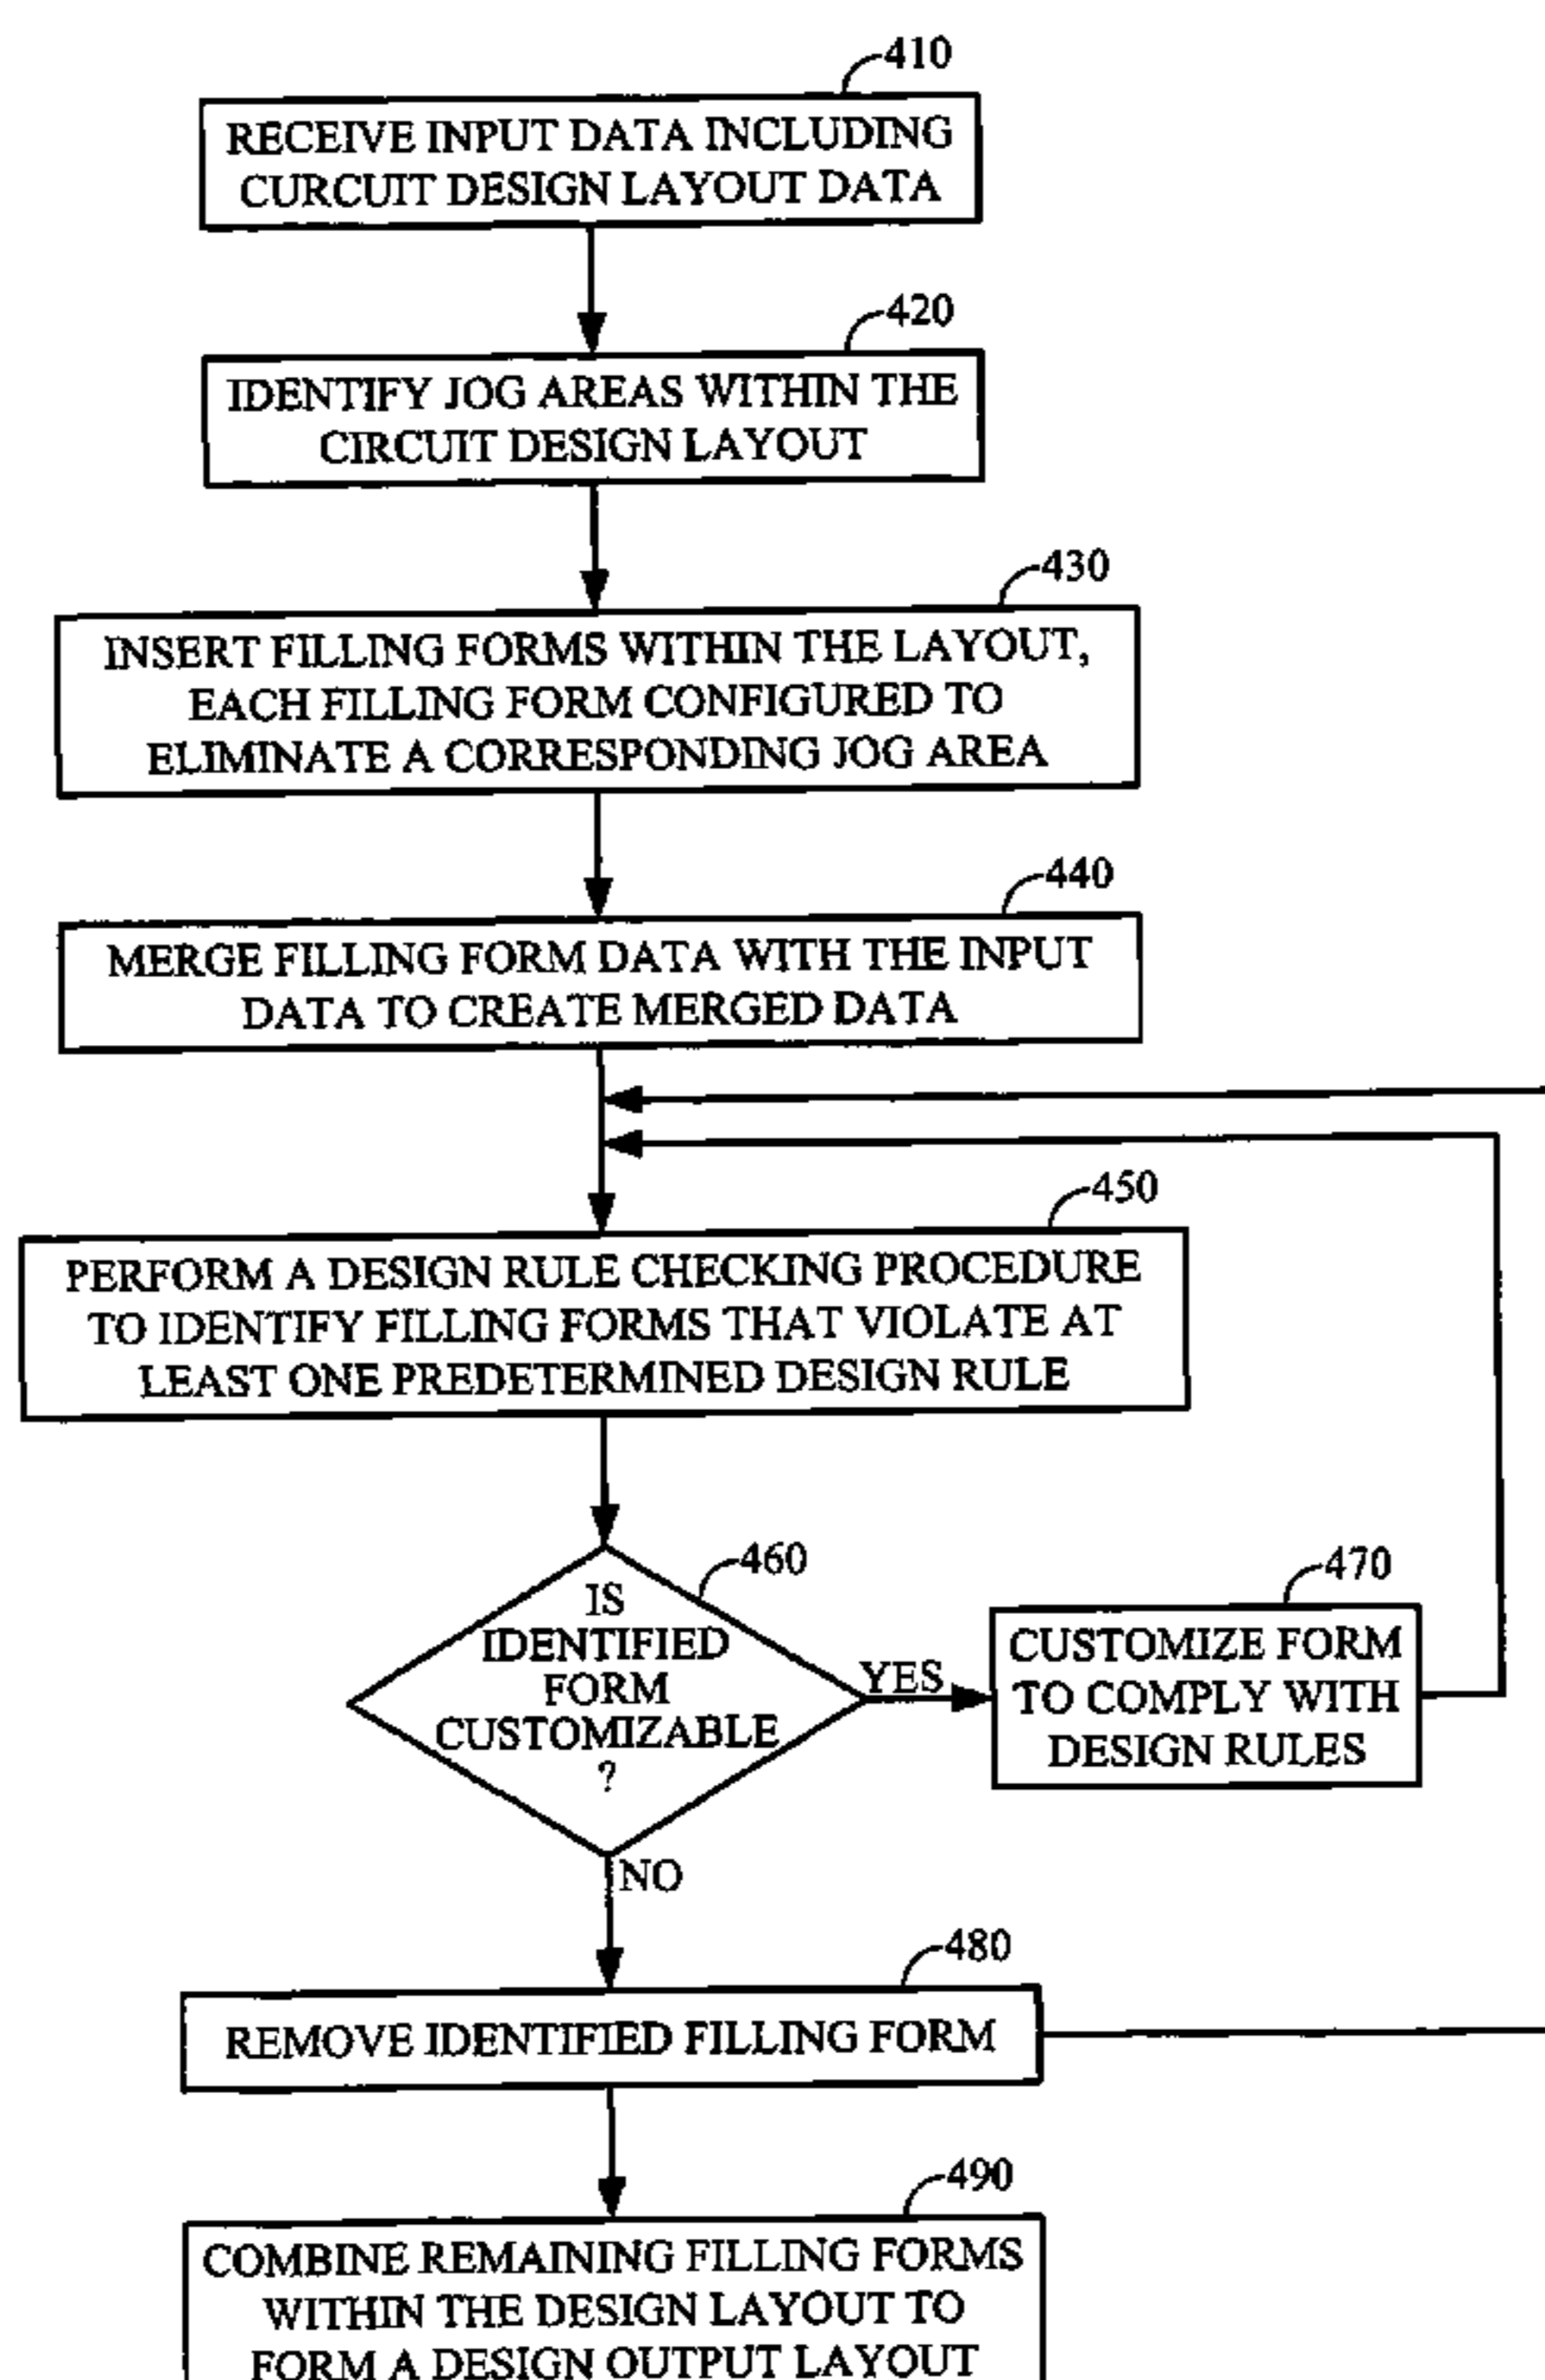 410
RECEIVE INPUT DATA INCLUDING
CURCUIT DESIGN LAYOUT DATA
420
IDENTIFY JOG AREAS WITHIN THE
CIRCUIT DESIGN LAYOUT
430
INSERT FILLING FORMS WITHIN THE LAYOUT,
EACH FILLING FORM CONFIGURED TO
ELIMINATE A CORRESPONDING JOG AREA
440
MERGE FILLING FORM DATA WITH THE INPUT
DATA TO CREATE MERGED DATA
450
PERFORM A DESIGN RULE CHECKING PROCEDURE
TO IDENTIFY FILLING FORMS THAT VIOLATE AT
LEAST ONE PREDETERMINED DESIGN RULE
460
IS
IDENTIFIED
FORM
CUSTOMIZABLE
?
YES
470
CUSTOMIZE FORM
TO COMPLY WITH
DESIGN RULES
NO
480
REMOVE IDENTIFIED FILLING FORM
490
COMBINE REMAINING FILLING FORMS
WITHIN THE DESIGN LAYOUT TO
FORM A DESIGN OUTPUT LAYOUT